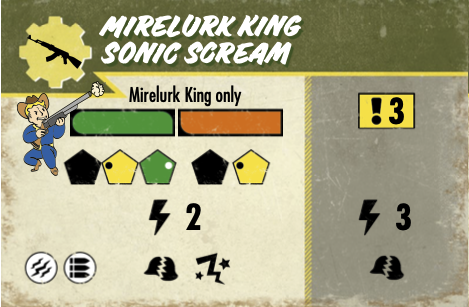 MIRELURK KING
SONIC SCREAM
Mirelurk King only
!3
2
3